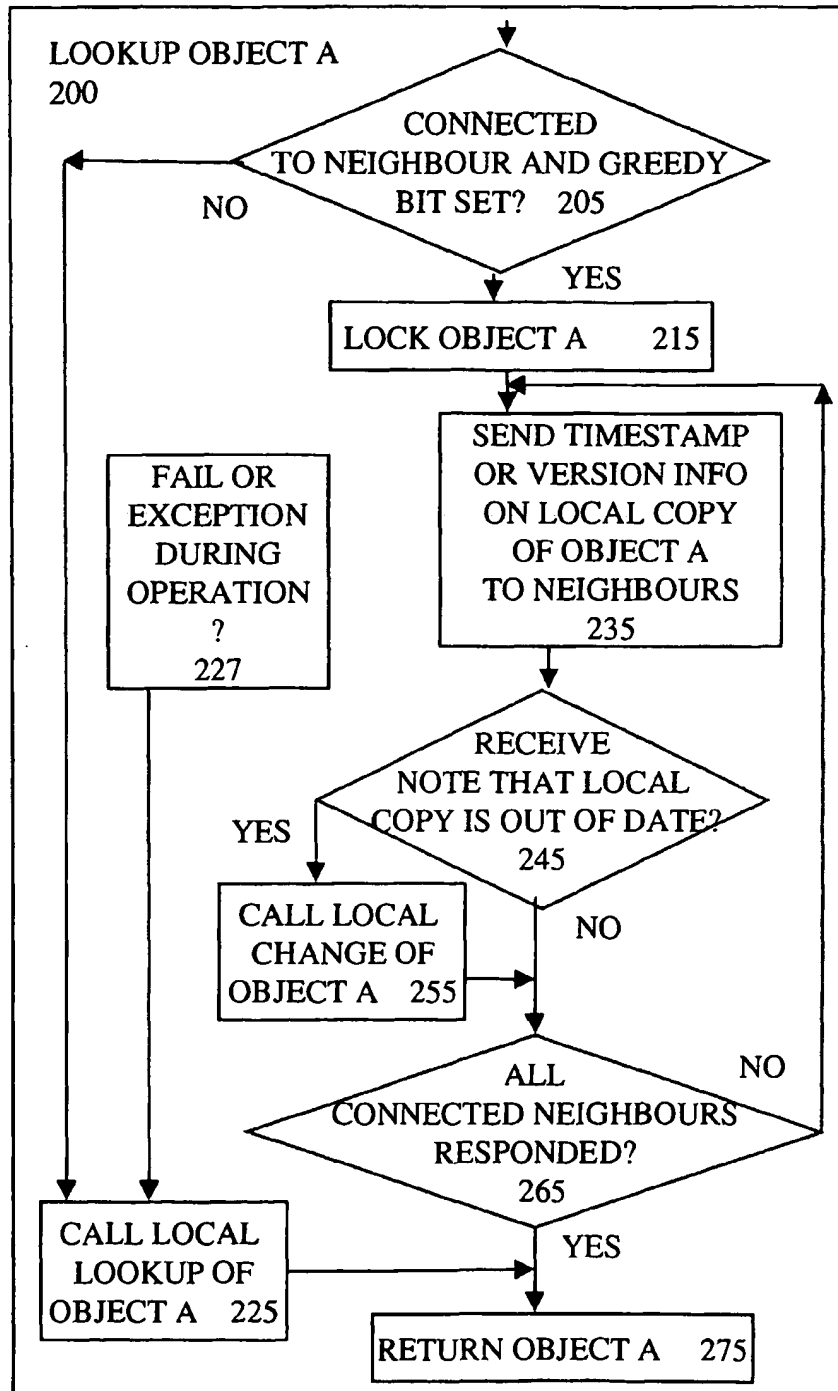 LOOKUP OBJECT A
200
CONNECTED
TO NEIGHBOUR AND GREEDY
BIT SET? 205
NO
YES
LOCK OBJECT A 215
SEND TIMESTAMP
OR VERSION INFO
ON LOCAL COPY
OF OBJECT A
TO NEIGHBOURS
235
FAIL OR
EXCEPTION
DURING
OPERATION
?
227
RECEIVE
NOTE THAT LOCAL
COPY IS OUT OF DATE?
245
YES
NO
CALL LOCAL
CHANGE OF
OBJECT A 255
ALL
CONNECTED NEIGHBOURS
RESPONDED?
265
NO
YES
CALL LOCAL
LOOKUP OF
OBJECT A 225
RETURN OBJECT A 275